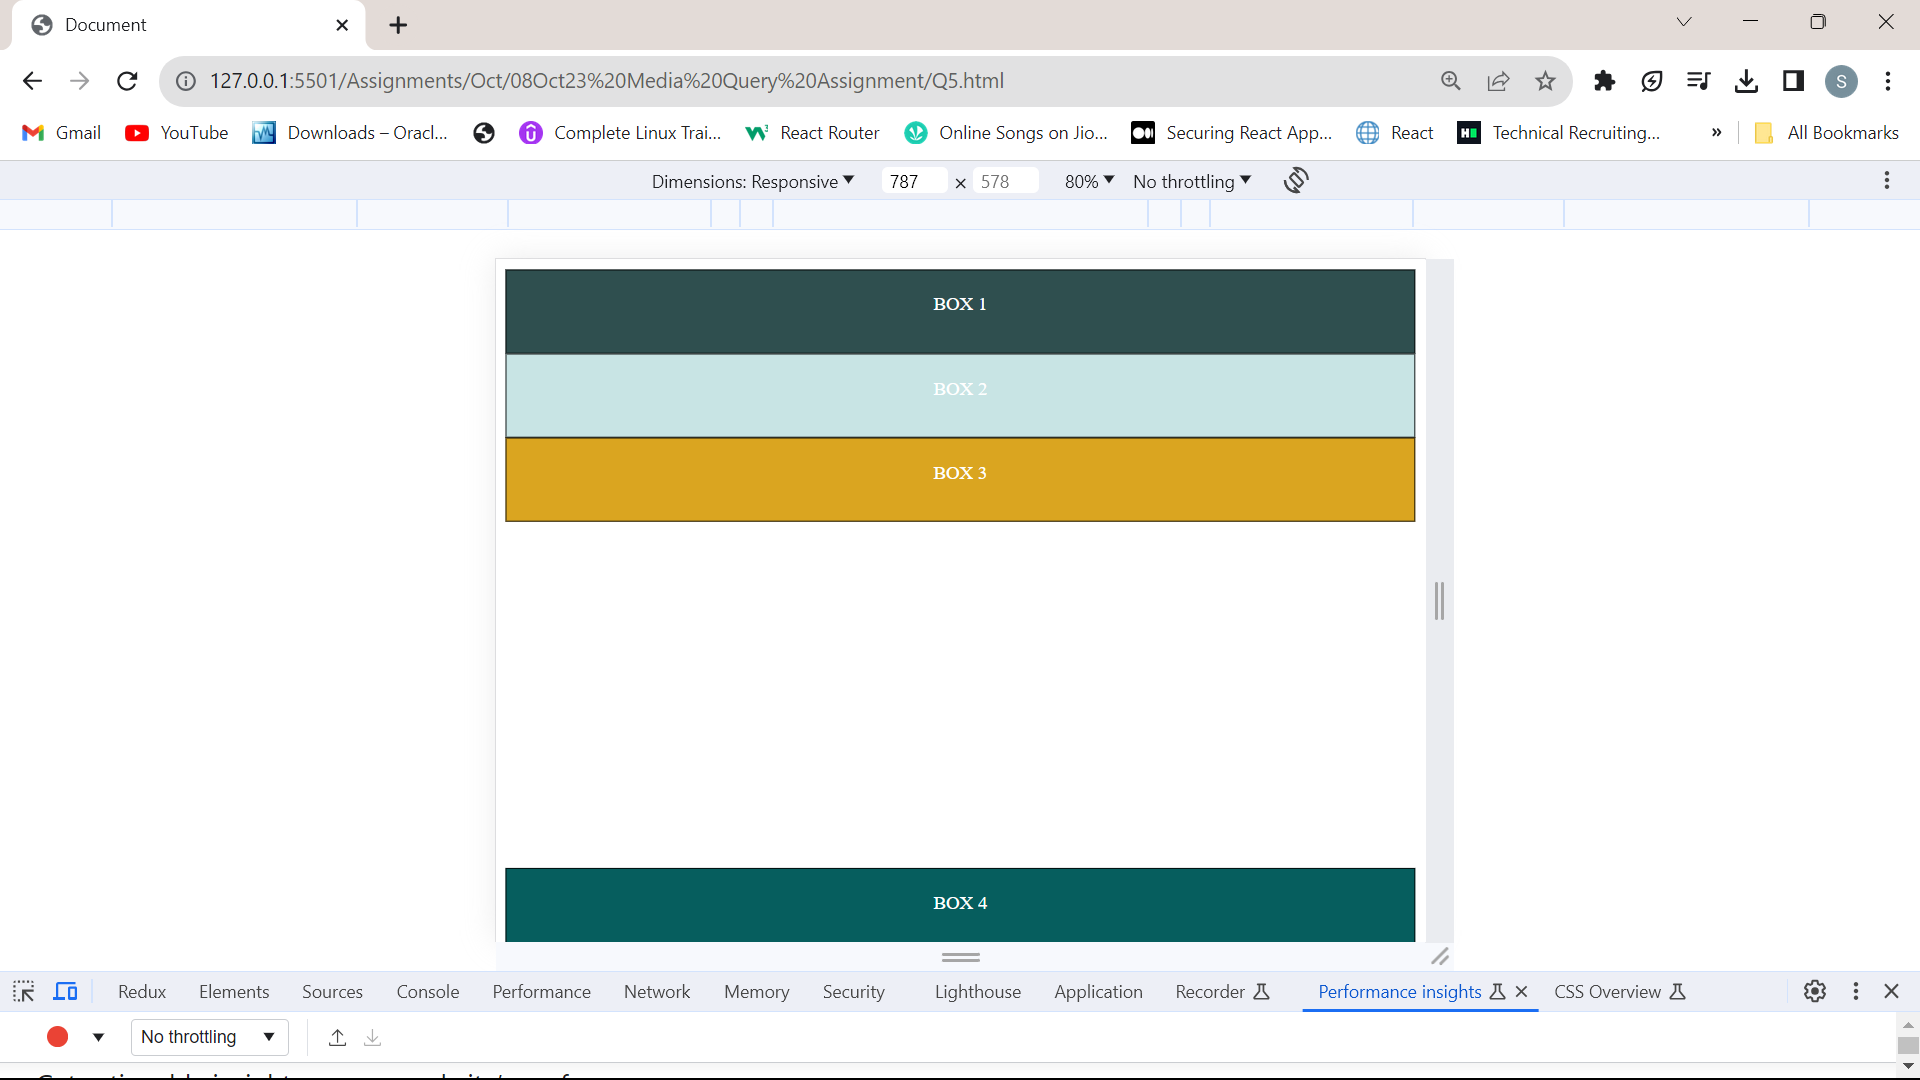 Document
127.0.0.1:5501/Assignments/Oct/08Oct23%20Media%20Query%20Assignment/Q5.html
S
Gmail YouTube Downloads – Oracl... Complete Linux Trai... React Router Online Songs on Jio... Securing React App... React Technical Recruiting... » All Bookmarks
Dimensions: Responsive 787 × 578 80% No throttling
BOX 1
BOX 2
BOX 3
BOX 4
Redux Elements Sources Console Performance Network Memory Security Lighthouse Application Recorder Performance insights CSS Overview
No throttling